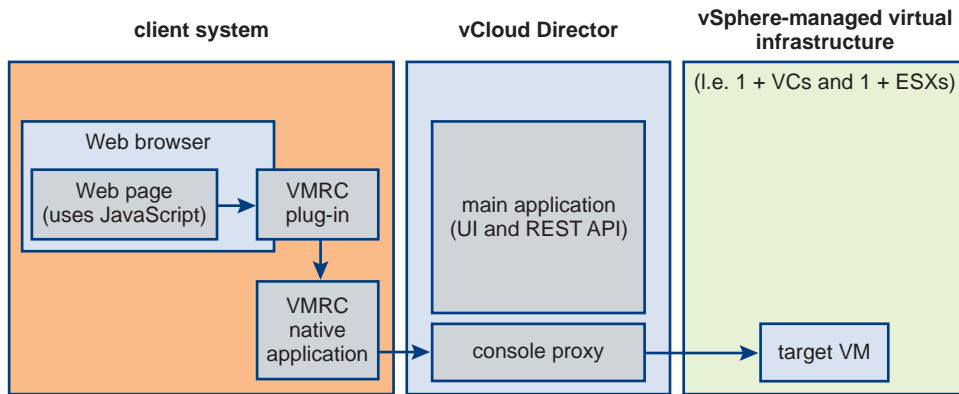 client system
vCloud Director
vSphere-managed virtual
infrastructure
(I.e. 1 + VCs and 1 + ESXs)
Web browser
Web page
(uses JavaScript)
VMRC
plug-in
main application
(UI and REST API)
VMRC
native
application
console proxy
target VM